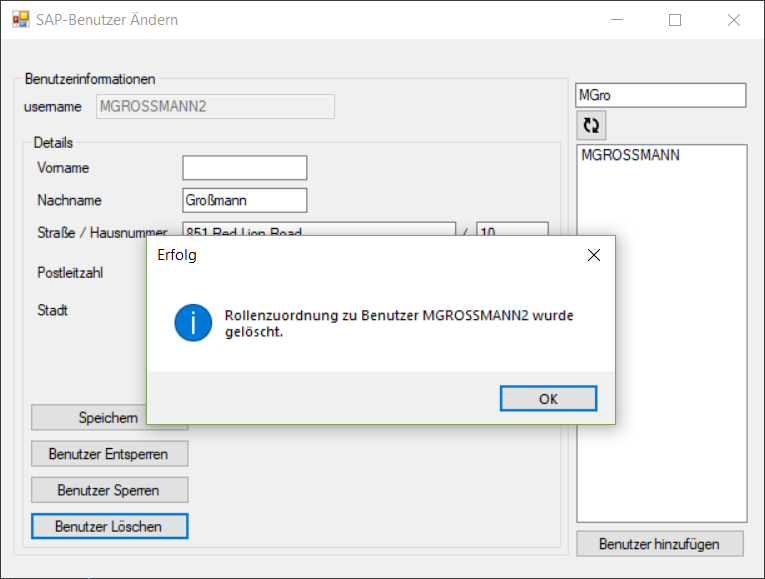 SAP-Benutzer Ändern
Benutzerinformationen
username MGROSSMANN2
Details
Vorname
Nachname Großmann
Straße / Hausnummer 851 Red Lion Road / 10
Postleitzahl
Stadt
Erfolg
Rollenzuordnung zu Benutzer MGROSSMANN2 wurde
gelöscht.
OK
Speichern
Benutzer Entsperren
Benutzer Sperren
Benutzer Löschen
MGro
MGROSSMANN
Benutzer hinzufügen